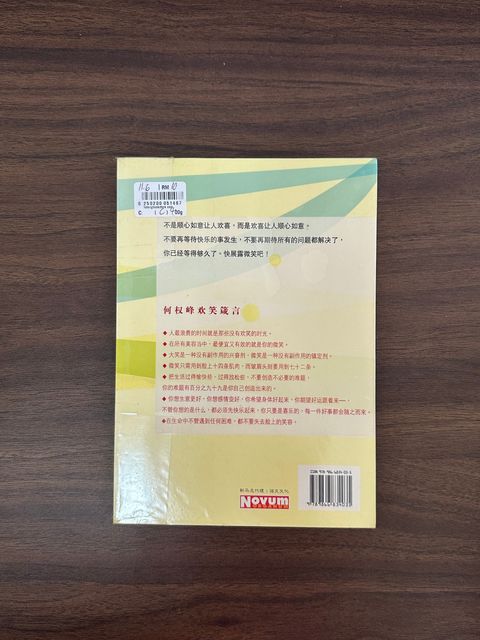 RM
不是顺心如意让人欢喜，而是欢喜让人顺心如意。
不要再等待快乐的事发生，不要再期待所有的问题都解决了，
你已经等得够久了。快展露微笑吧！
何权峰欢笑箴言
◆人最浪费的时间就是那些没有欢笑的时光。
◆在所有美容当中，最便宜又有效的就是你的微笑。
◆大笑是一种没有副作用的兴奋剂，微笑是一种没有副作用的镇定剂。
◆微笑只需用到脸上十四条肌肉，而皱眉头则要用到七十二条。
◆把生活过得愉快些，过得放松些，不要创造不必要的难题，
你的难题有百分之九十九是你自己创造出来的。
◆你想生意更好，你想感情变好，你希望身体好起来，你期望好运跟着来…
不管你想的是什么，都必须先快乐起来，你只要是喜乐的，每一件好事都会随之而来。
◆在生命中不管遇到任何困难，都不要失去脸上的笑容。
NOVUM